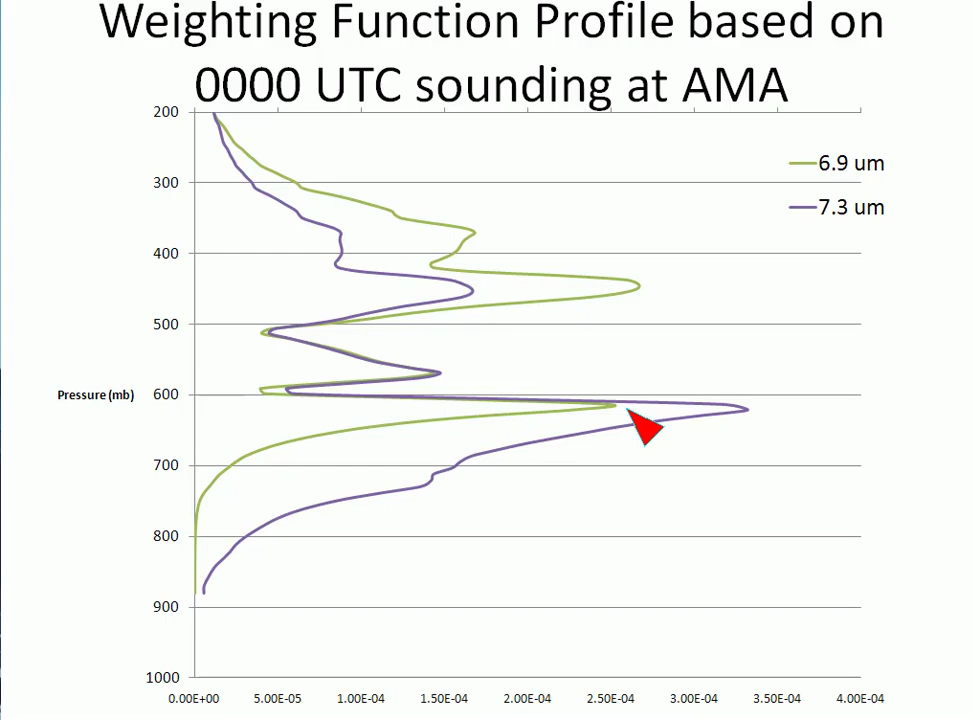 Weighting Function Profile based on
0000 UTC sounding at AMA
200
6.9 um
300
7.3 um
400
500
Pressure (mb)
600
700
800
900
1000
0.00E+00 5.00E-05 1.00E-04 1.50E-04 2.00E-04 2.50E-04 3.00E-04 3.50E-04 4.00E-04